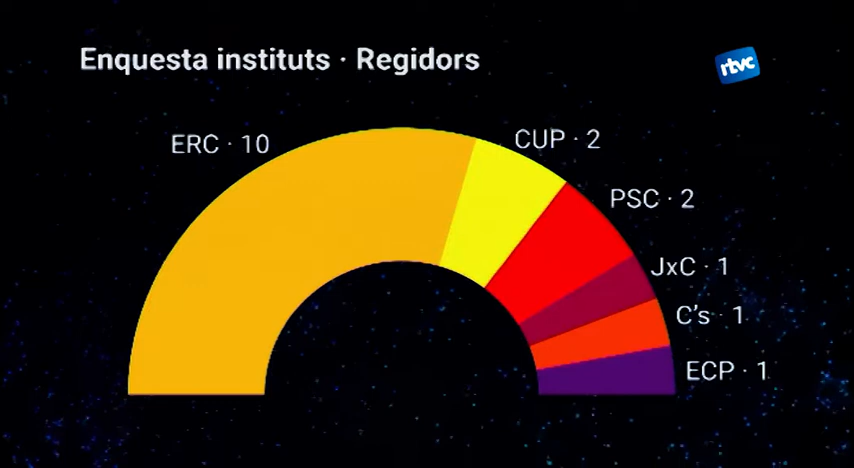 Enquesta instituts · Regidors
rtvc
ERC · 10
CUP · 2
PSC · 2
JxC · 1
C's · 1
ECP · 1